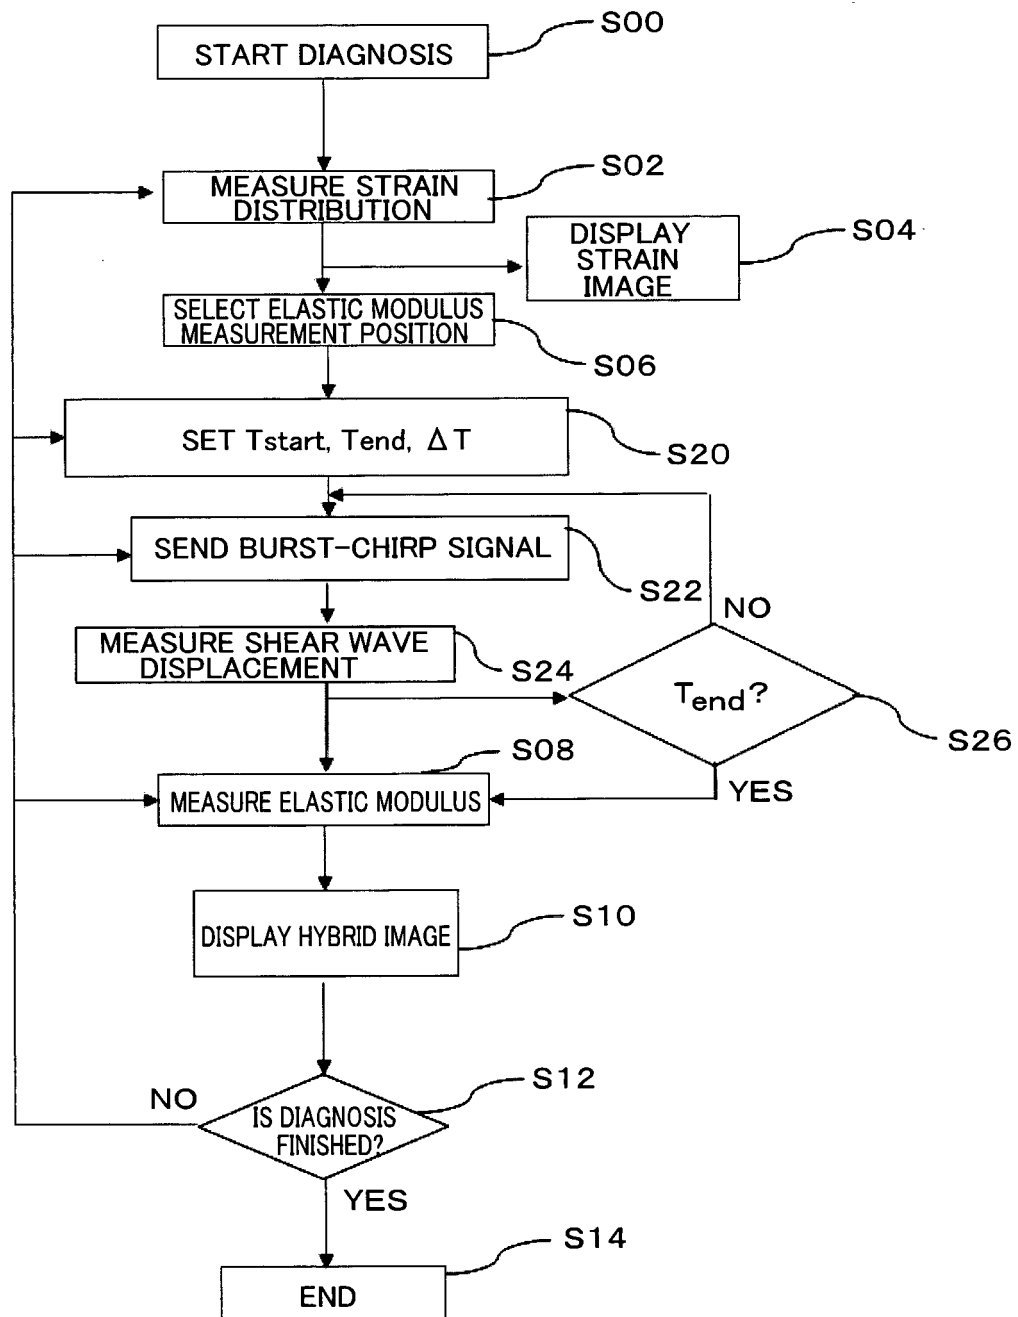 S00
START DIAGNOSIS
S02
MEASURE STRAIN
DISTRIBUTION
S04
DISPLAY
STRAIN
IMAGE
SELECT ELASTIC MODULUS
MEASUREMENT POSITION
S06
SET Tstart, Tend, ΔT
S20
SEND BURST-CHIRP SIGNAL
S22
NO
MEASURE SHEAR WAVE
DISPLACEMENT
S24
Tend?
S26
S08
YES
MEASURE ELASTIC MODULUS
S10
DISPLAY HYBRID IMAGE
S12
NO
IS DIAGNOSIS
FINISHED?
YES
S14
END